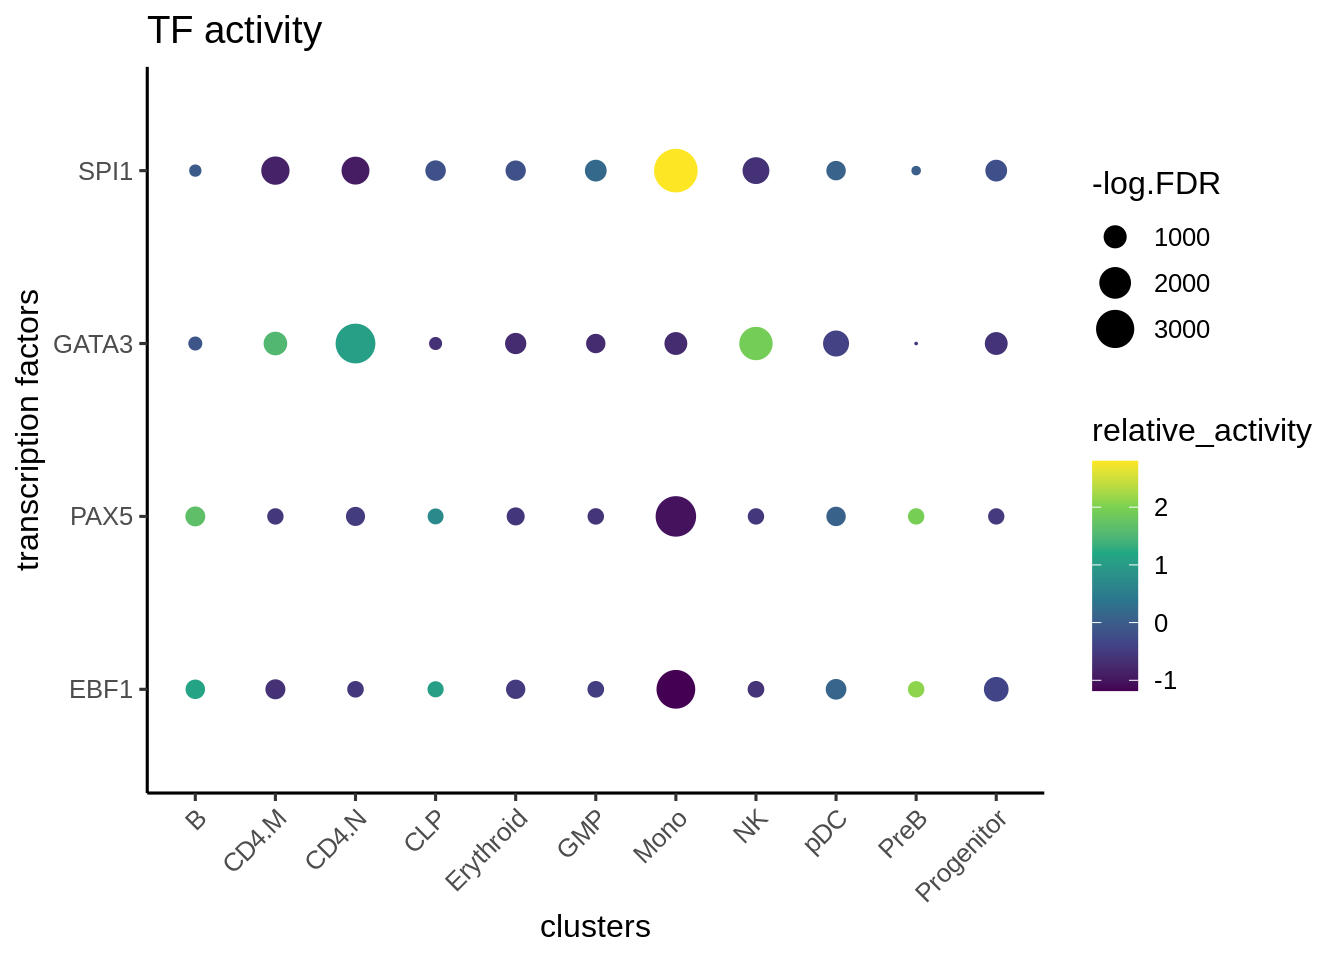 TF activity
transcription factors
SPI1
GATA3
PAX5
EBF1
B
CD4.M
CD4.N
CLP
Erythroid
GMP
Mono
NK
pDC
PreB
Progenitor
clusters
-log.FDR
1000
2000
3000
relative_activity
2
1
0
-1